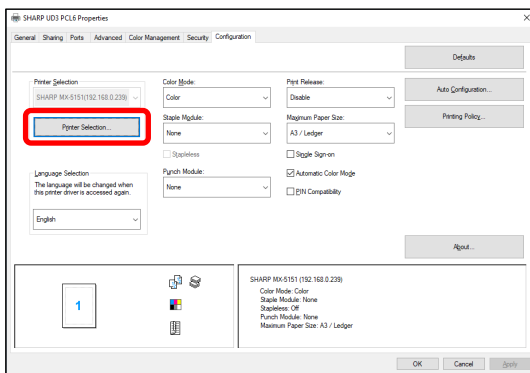 SHARP UD3 PCL6 Properties
General Sharing Ports Advanced Color Management Security Configuration
Defaults
Printer Selection
SHARP MX-5151(192.168.0.239)
Printer Selection...
Color Mode:
Color
Print Release:
Disable
Auto Configuration...
Staple Module:
None
Maximum Paper Size:
A3 / Ledger
Printing Policy...
Stapleless
Single Sign-on
Language Selection
The language will be changed when
this printer driver is accessed again.
English
Punch Module:
None
Automatic Color Mode
PIN Compatibility
About...
1
SHARP MX-5151 (192.168.0.239)
Color Mode: Color
Staple Module: None
Stapleless: Off
Punch Module: None
Maximum Paper Size: A3 / Ledger
OK Cancel Apply